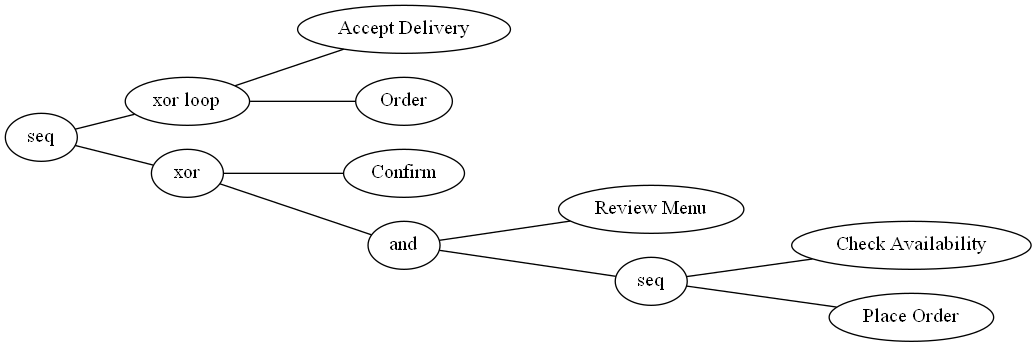 Accept Delivery
xor loop
Order
seq
Confirm
xor
Review Menu
and
Check Availability
seq
Place Order